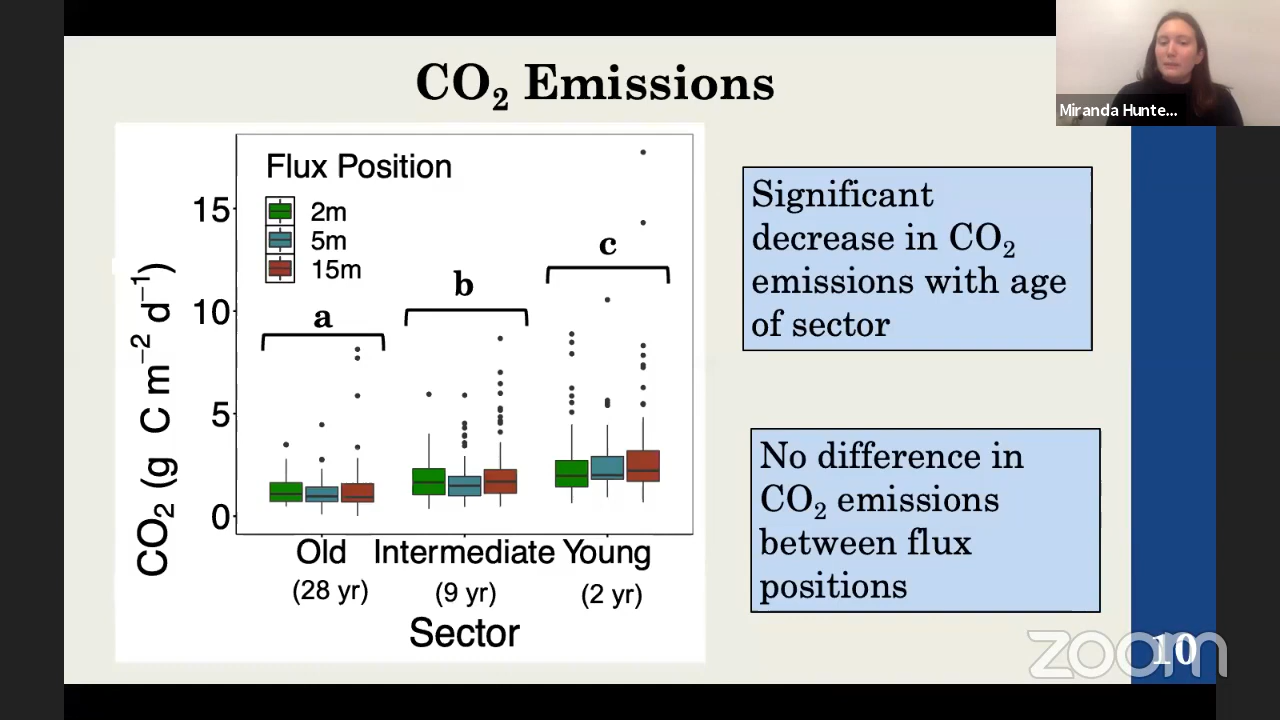 CO₂ Emissions
Miranda Hunte...
Flux Position
2m
5m
15m
15
10
5
0
CO₂ (g C m⁻² d⁻¹)
a
b
c
Old
Intermediate
Young
(28 yr)
(9 yr)
(2 yr)
Sector
Significant
decrease in CO₂
emissions with age
of sector
No difference in
CO₂ emissions
between flux
positions
zoom
10